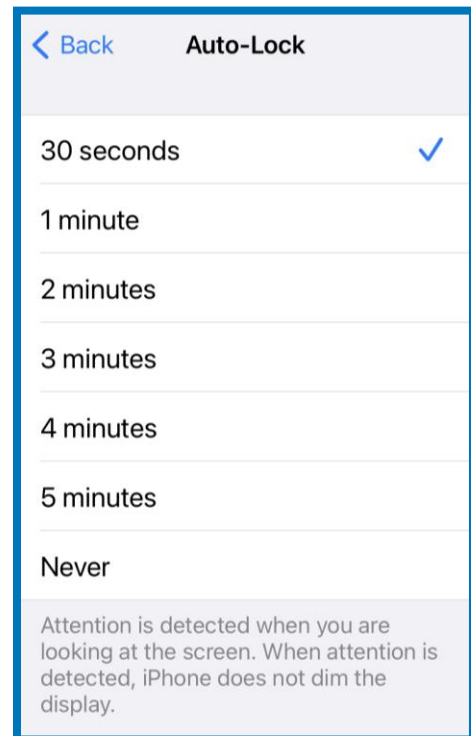 Back Auto-Lock
30 seconds
1 minute
2 minutes
3 minutes
4 minutes
5 minutes
Never
Attention is detected when you are
looking at the screen. When attention is
detected, iPhone does not dim the
display.